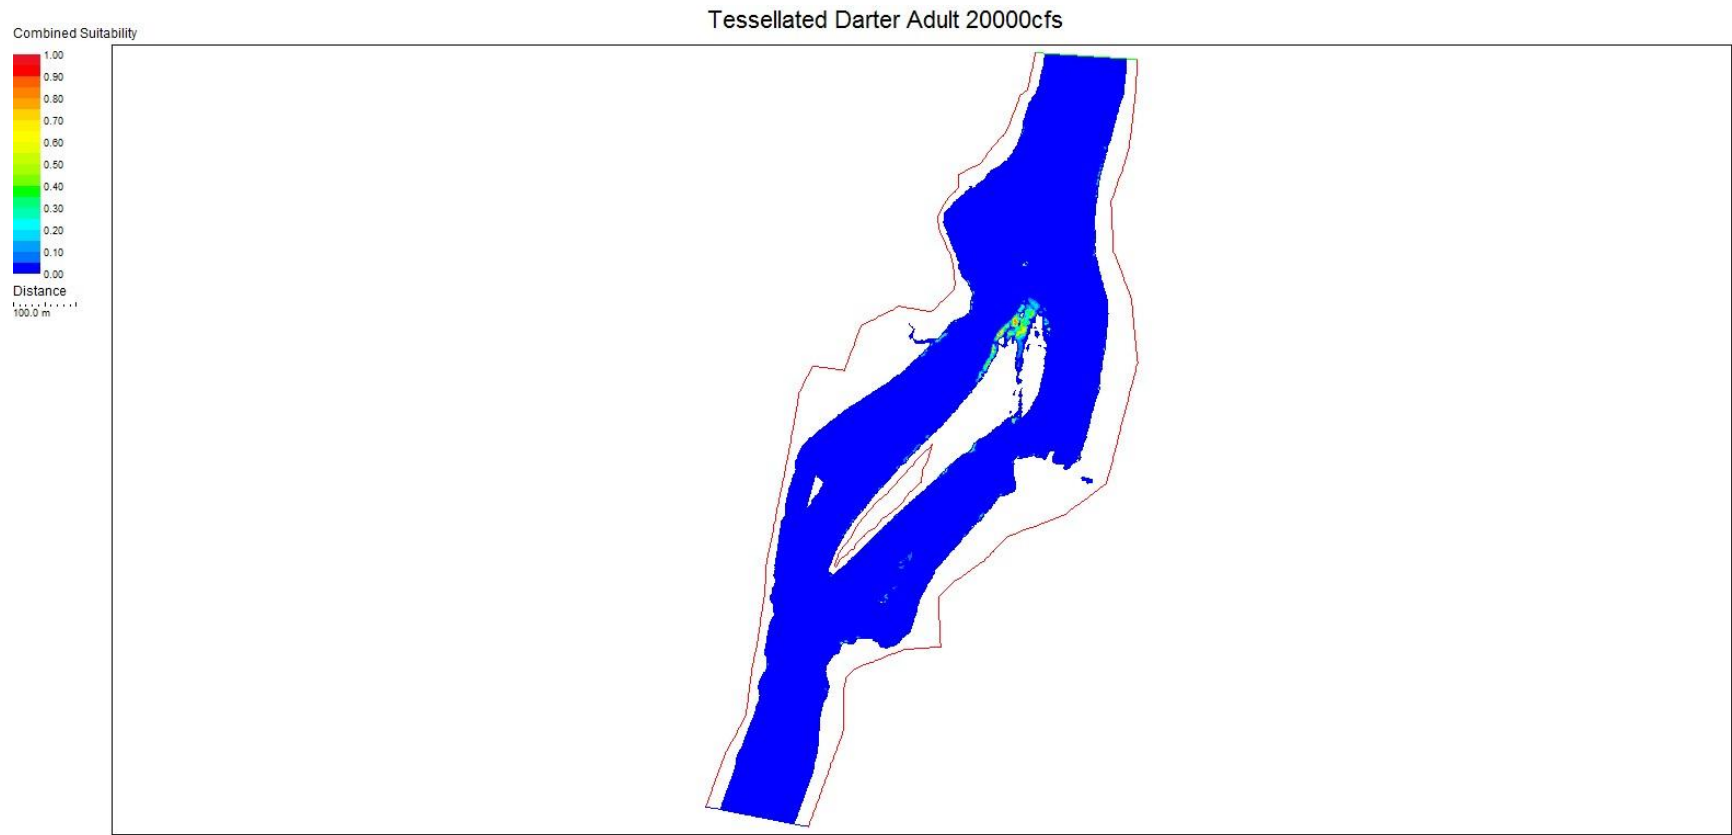 Tessellated Darter Adult 20000cfs
Combined Suitability
1.00
0.90
0.80
0.70
0.60
0.50
0.40
0.30
0.20
0.10
0.00
Distance
100.0 m